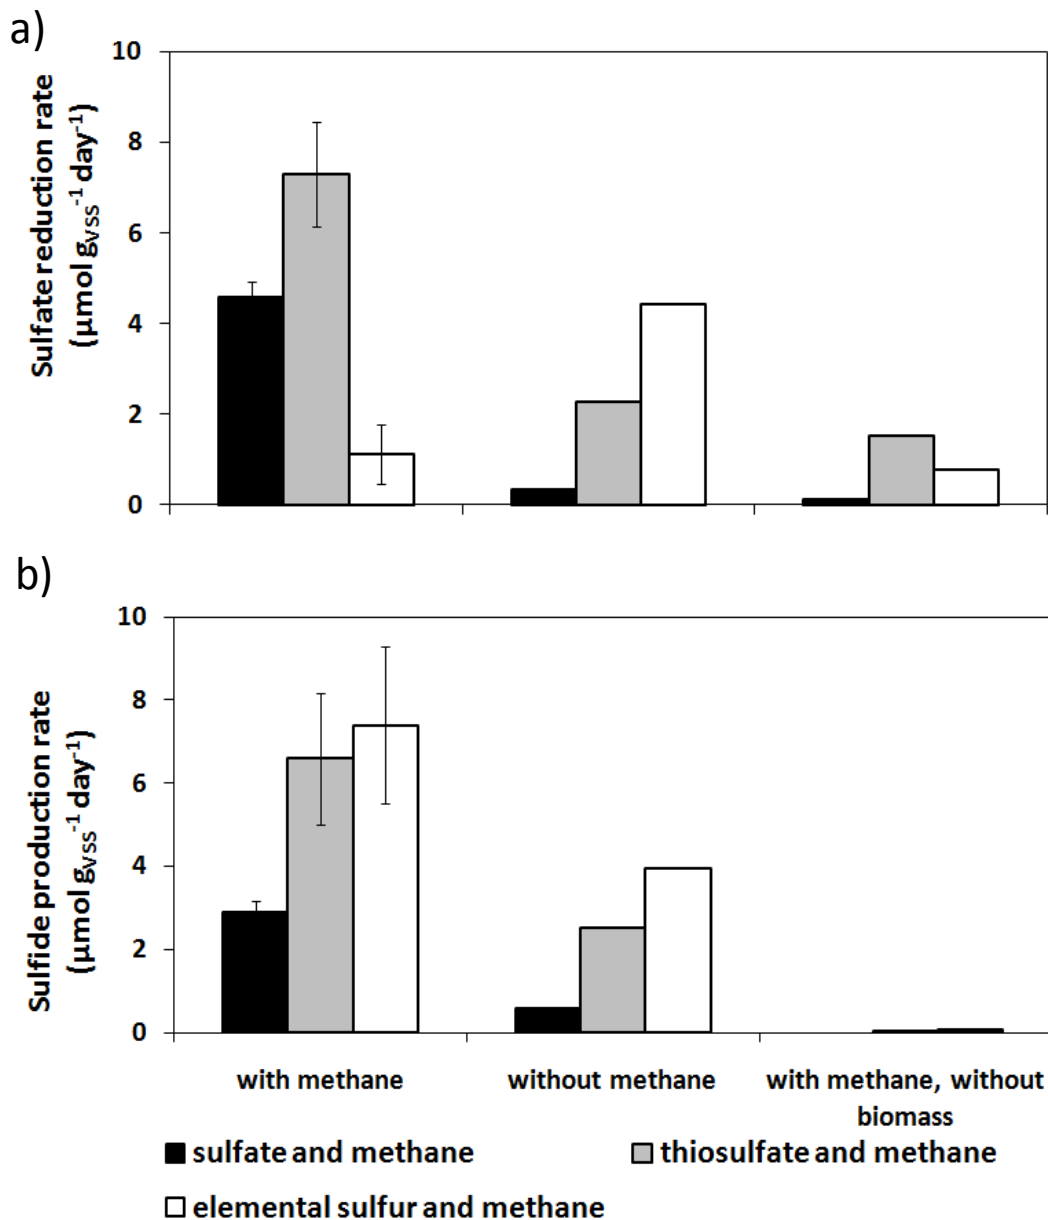 a)
Sulfate reduction rate
(µmol gVSS⁻¹ day⁻¹)
10
8
6
4
2
0
b)
Sulfide production rate
(µmol gVSS⁻¹ day⁻¹)
10
8
6
4
2
0
with methane
without methane
with methane, without
biomass
sulfate and methane
thiosulfate and methane
elemental sulfur and methane